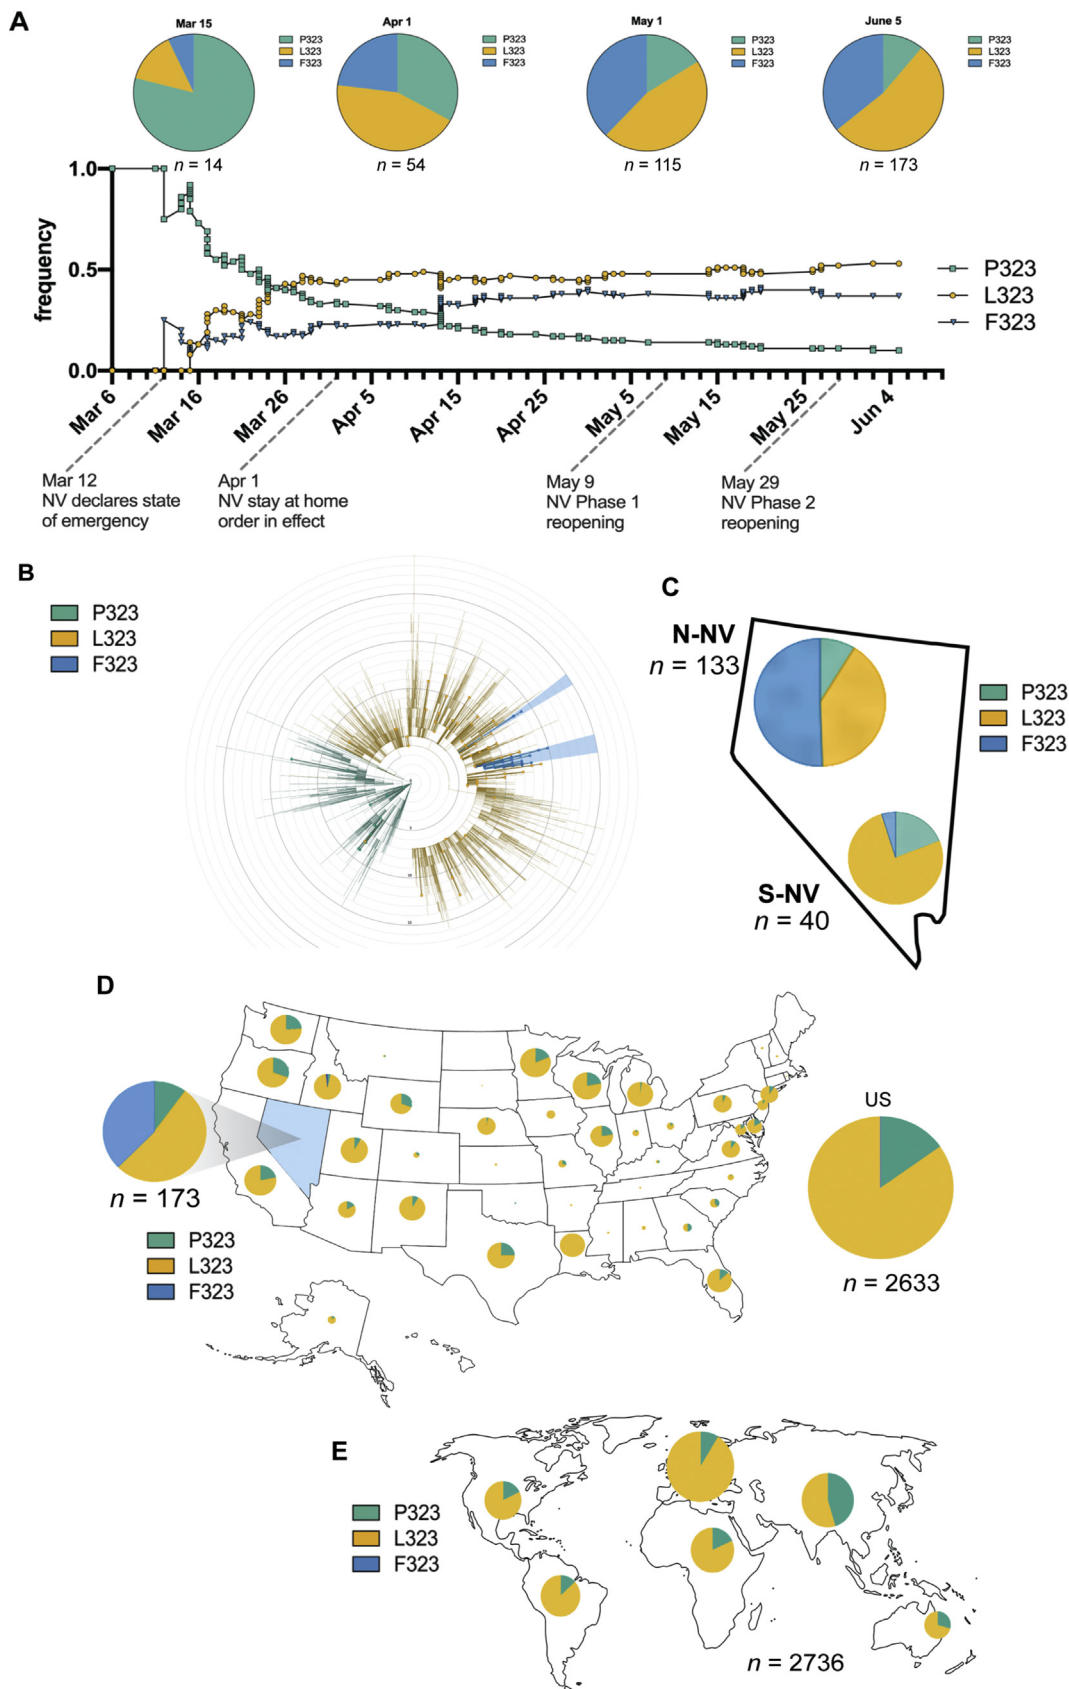 A
Mar 15
P323
L323
F323
n = 14
Apr 1
P323
L323
F323
n = 54
May 1
P323
L323
F323
n = 115
June 5
P323
L323
F323
n = 173
frequency
1.0
0.5
0.0
P323
L323
F323
Mar 6
Mar 16
Mar 26
Apr 5
Apr 15
Apr 25
May 5
May 15
May 25
Jun 4
Mar 12
NV declares state
of emergency
Apr 1
NV stay at home
order in effect
May 9
NV Phase 1
reopening
May 29
NV Phase 2
reopening
B
P323
L323
F323
C
N-NV
n = 133
P323
L323
F323
S-NV
n = 40
D
n = 173
P323
L323
F323
US
n = 2633
E
P323
L323
F323
n = 2736